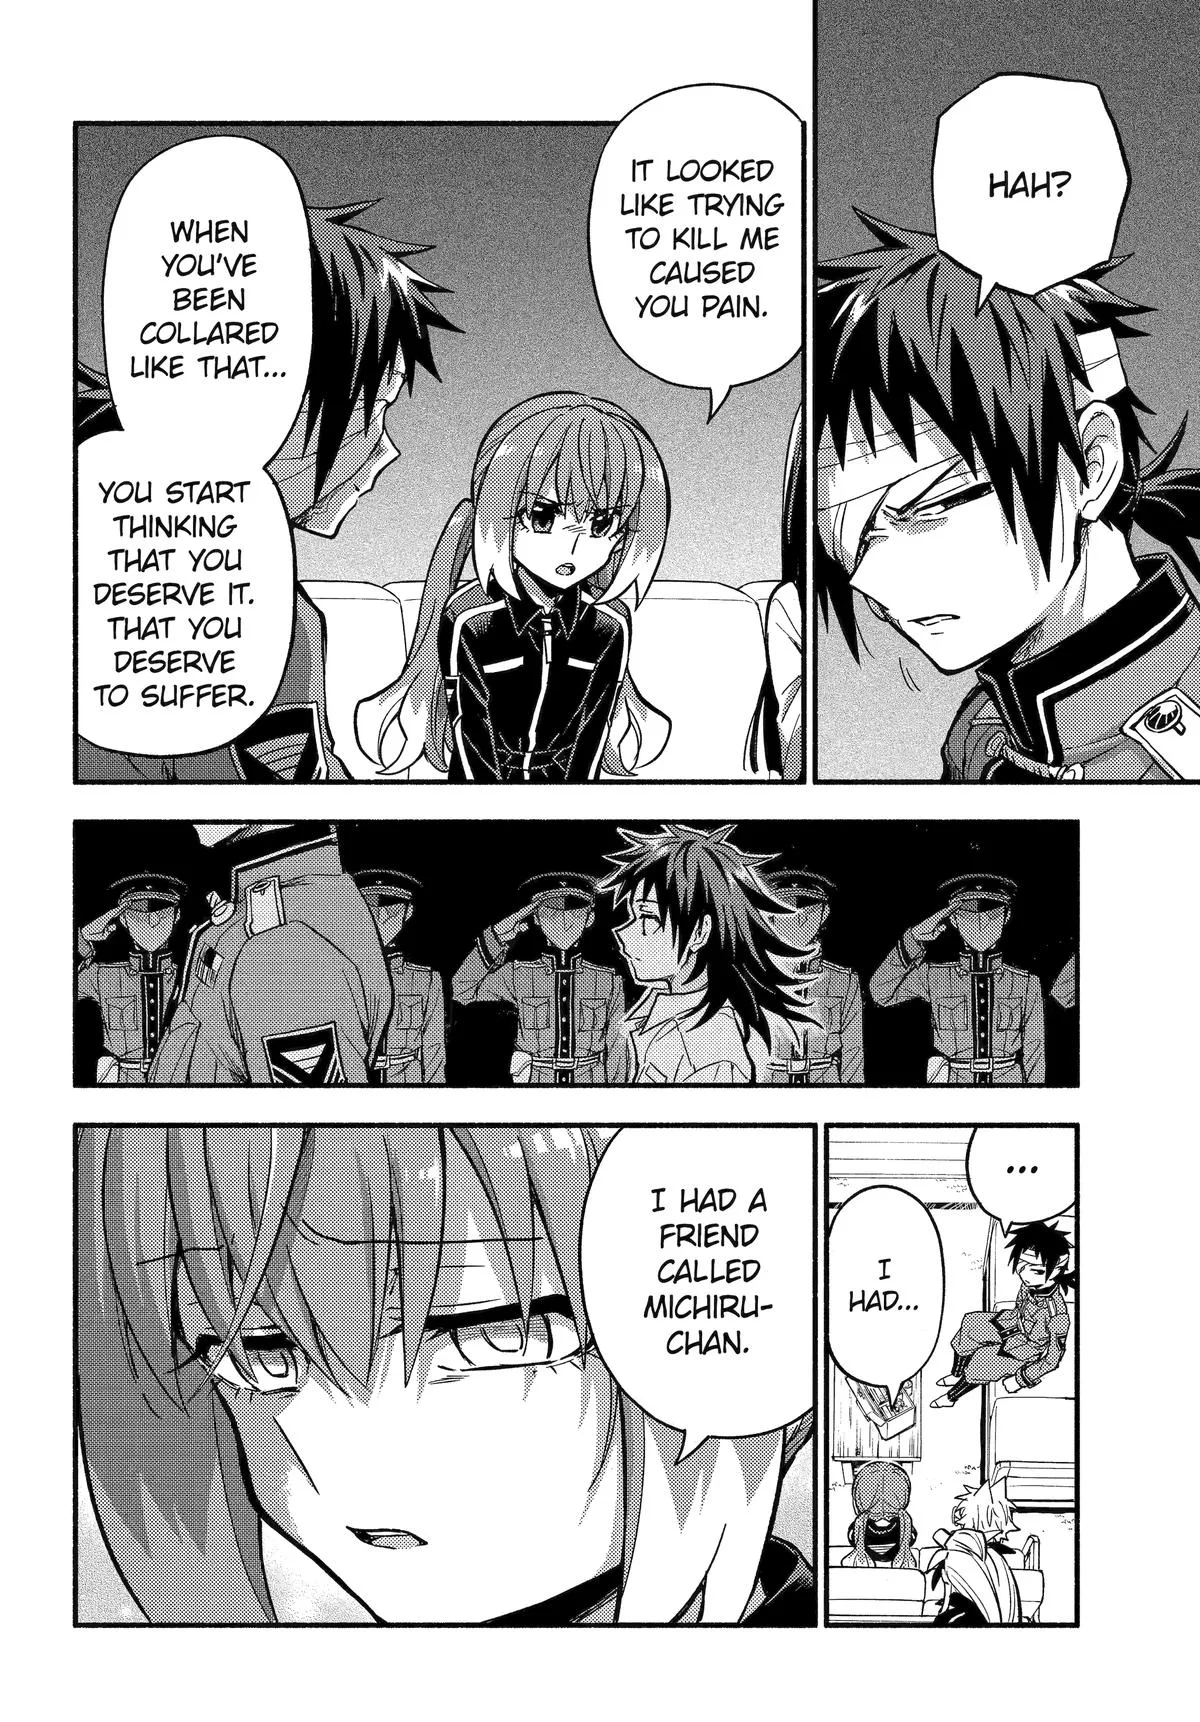 HAH?
IT LOOKED
LIKE TRYING
TO KILL ME
CAUSED
YOU PAIN.
WHEN
YOU'VE
BEEN
COLLARED
LIKE THAT...
YOU START
THINKING
THAT YOU
DESERVE IT.
THAT YOU
DESERVE
TO SUFFER.
...
I
HAD...
I HAD A
FRIEND
CALLED
MICHIRU-
CHAN.